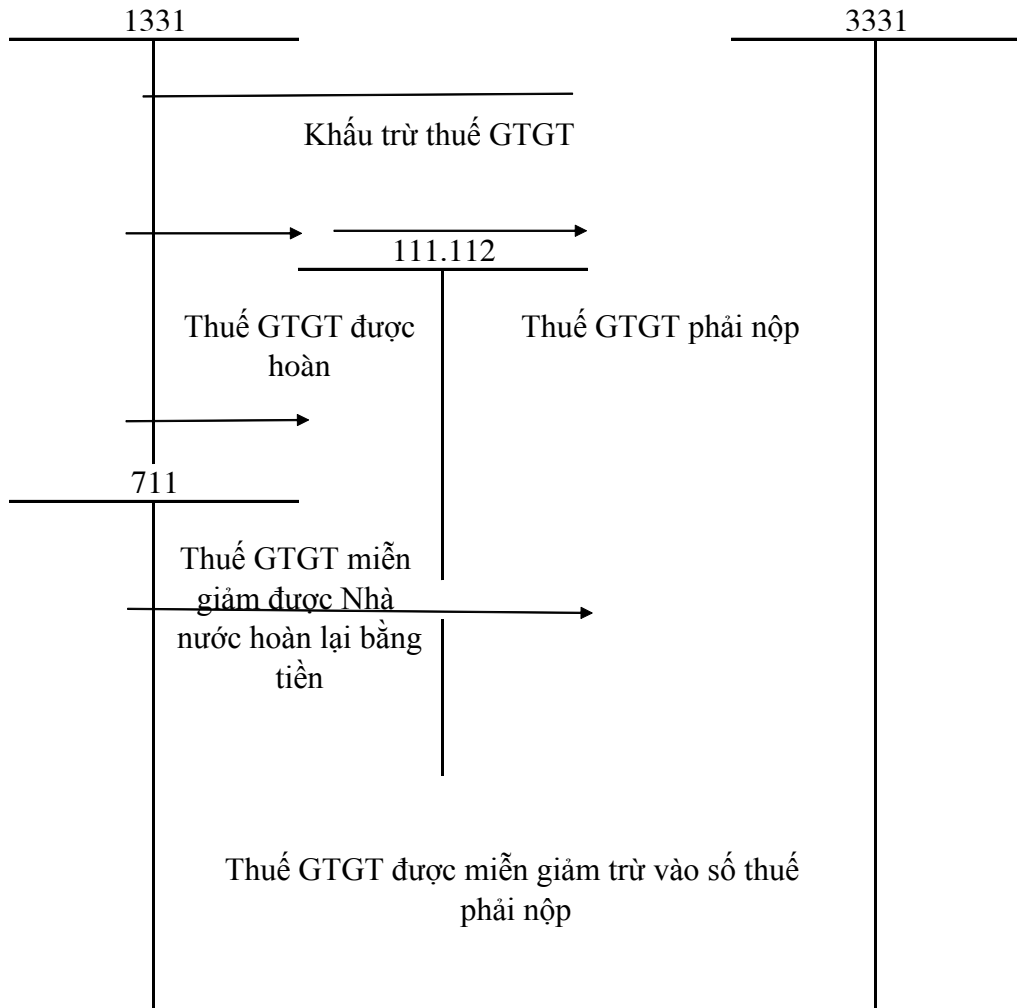 1331
3331
Khấu trừ thuế GTGT
111.112
Thuế GTGT được
hoàn
Thuế GTGT phải nộp
711
Thuế GTGT miễn
giảm được Nhà
nước hoàn lại bằng
tiền
Thuế GTGT được miễn giảm trừ vào số thuế
phải nộp